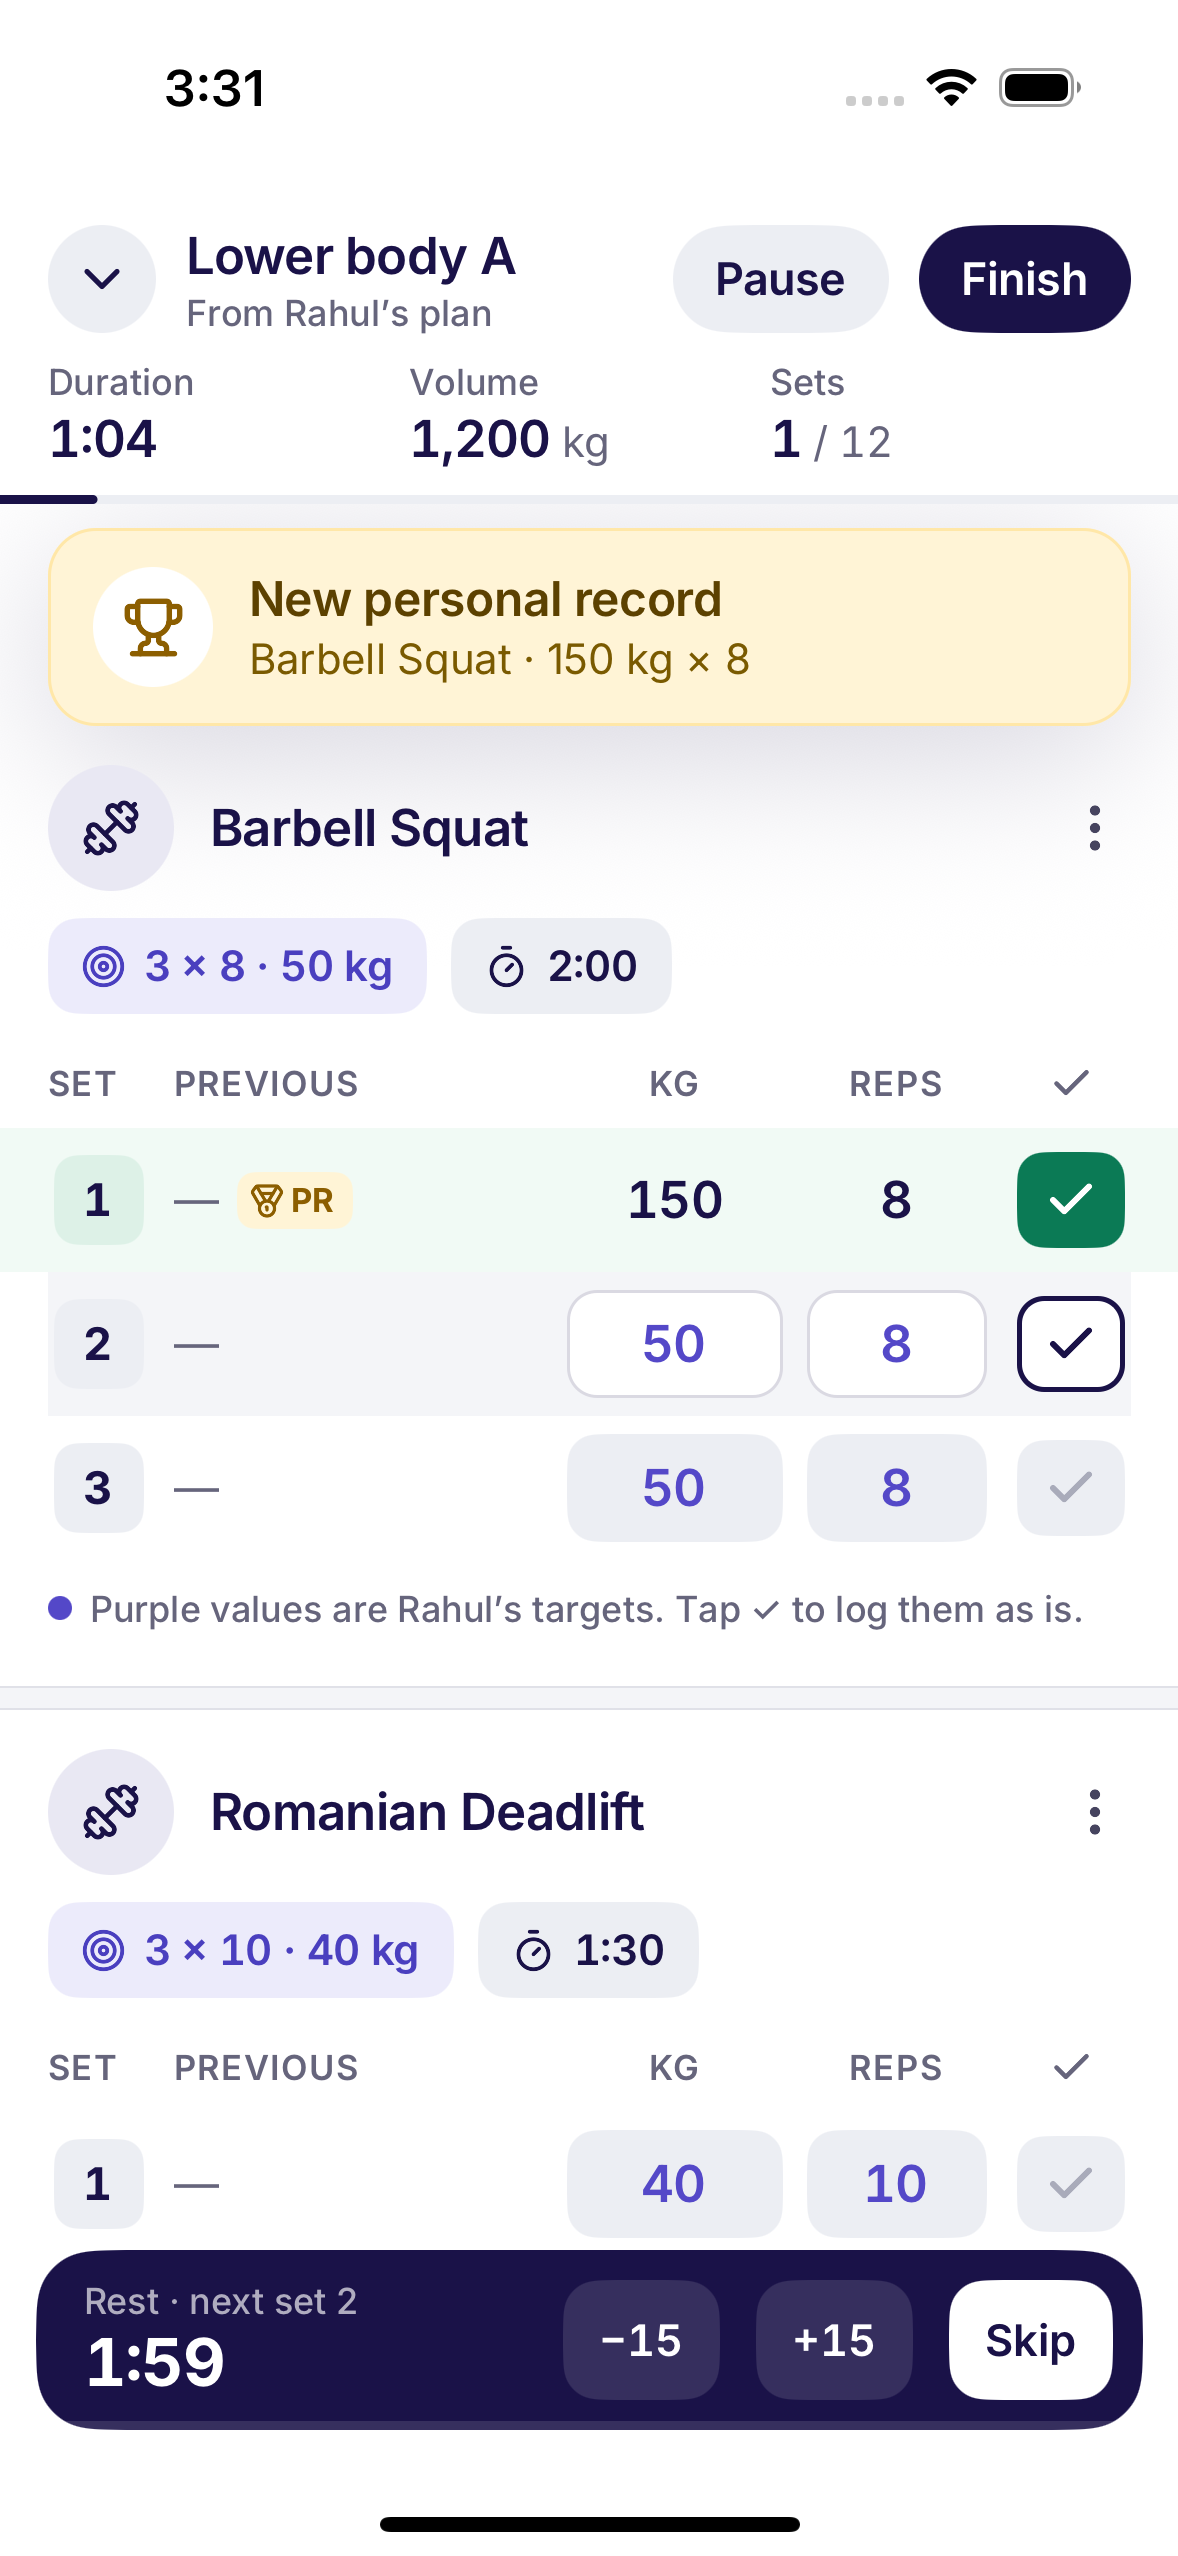 3:31
Lower body A
From Rahul’s plan
Pause
Finish
Duration
Volume
Sets
1:04
1,200 kg
1 / 12
New personal record
Barbell Squat · 150 kg × 8
Barbell Squat
3 × 8 · 50 kg
2:00
SET PREVIOUS KG REPS ✓
1 — PR 150 8 ✓
2 — 50 8 ✓
3 — 50 8 ✓
Purple values are Rahul’s targets. Tap ✓ to log them as is.
Romanian Deadlift
3 × 10 · 40 kg
1:30
SET PREVIOUS KG REPS ✓
1 — 40 10 ✓
Rest · next set 2
1:59
−15
+15
Skip